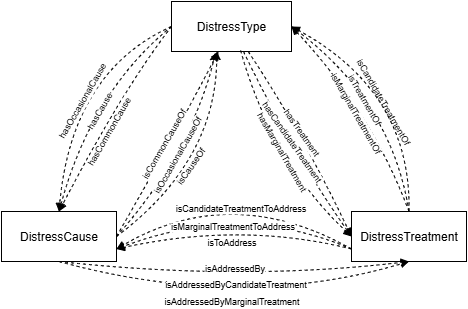 DistressType
hasOccasionalCause
hasCause
hasCommonCause
isCommonCauseOf
isOccasionalCauseOf
isCauseOf
hasTreatment
hasCandidateTreatment
hasMarginalTreatment
isCandidateTreatmentOf
isTreatmentOf
isMarginalTreatmentOf
DistressCause
DistressTreatment
isCandidateTreatmentToAddress
isMarginalTreatmentToAddress
isToAddress
isAddressedBy
isAddressedByCandidateTreatment
isAddressedByMarginalTreatment